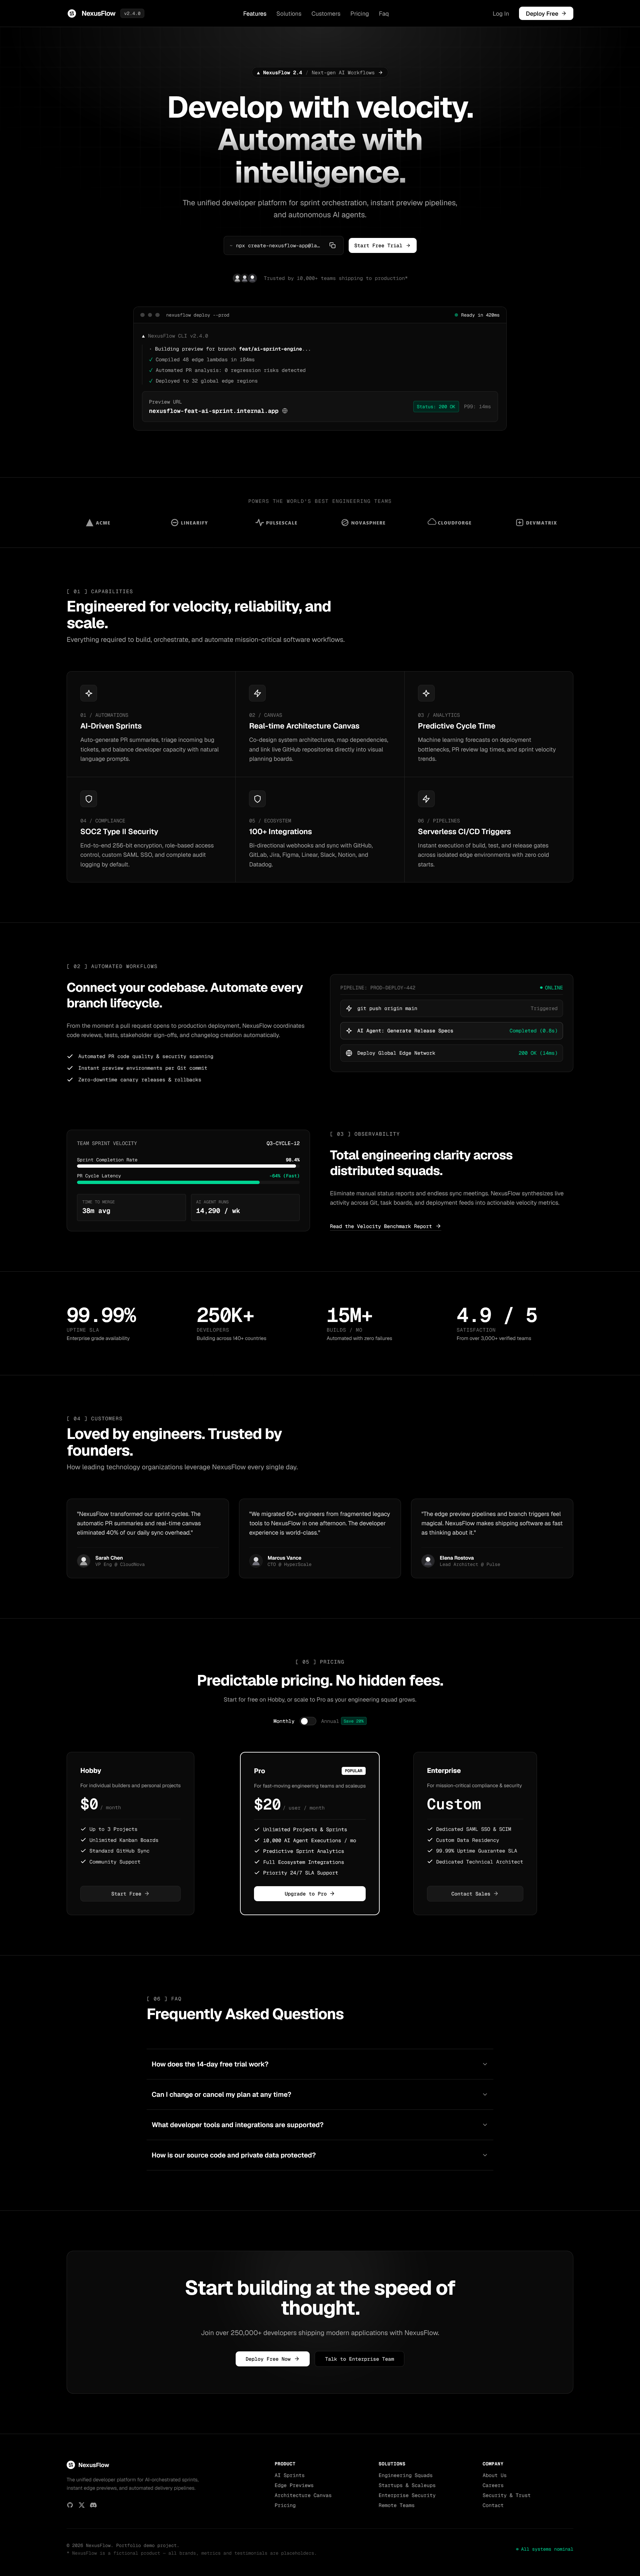 NexusFlow v2.4.0 Features Solutions Customers Pricing Faq Log In Deploy Free →
▲ NexusFlow 2.4 / Next-gen AI Workflows →
Develop with velocity.
Automate with
intelligence.
The unified developer platform for sprint orchestration, instant preview pipelines,
and autonomous AI agents.
~ npx create-nexusflow-app@la… Start Free Trial →
Trusted by 10,000+ teams shipping to production*
nexusflow deploy --prod Ready in 420ms
▲ NexusFlow CLI v2.4.0
- Building preview for branch feat/ai-sprint-engine...
✓ Compiled 48 edge lambdas in 184ms
✓ Automated PR analysis: 0 regression risks detected
✓ Deployed to 32 global edge regions
Preview URL
nexusflow-feat-ai-sprint.internal.app
Status: 200 OK P99: 14ms
POWERS THE WORLD'S BEST ENGINEERING TEAMS
ACME LINEARIFY PULSESCALE NOVASPHERE CLOUDFORGE DEVMATRIX
[ 01 ] CAPABILITIES
Engineered for velocity, reliability, and
scale.
Everything required to build, orchestrate, and automate mission-critical software workflows.
01 / AUTOMATIONS
AI-Driven Sprints
Auto-generate PR summaries, triage incoming bug
tickets, and balance developer capacity with natural
language prompts.
02 / CANVAS
Real-time Architecture Canvas
Co-design system architectures, map dependencies,
and link live GitHub repositories directly into visual
planning boards.
03 / ANALYTICS
Predictive Cycle Time
Machine learning forecasts on deployment
bottlenecks, PR review lag times, and sprint velocity
trends.
04 / COMPLIANCE
SOC2 Type II Security
End-to-end 256-bit encryption, role-based access
control, custom SAML SSO, and complete audit
logging by default.
05 / ECOSYSTEM
100+ Integrations
Bi-directional webhooks and sync with GitHub,
GitLab, Jira, Figma, Linear, Slack, Notion, and
Datadog.
06 / PIPELINES
Serverless CI/CD Triggers
Instant execution of build, test, and release gates
across isolated edge environments with zero cold
starts.
[ 02 ] AUTOMATED WORKFLOWS
Connect your codebase. Automate every
branch lifecycle.
From the moment a pull request opens to production deployment, NexusFlow coordinates
code reviews, tests, stakeholder sign-offs, and changelog creation automatically.
✓ Automated PR code quality & security scanning
✓ Instant preview environments per Git commit
✓ Zero-downtime canary releases & rollbacks
PIPELINE: PROD-DEPLOY-442 ● ONLINE
git push origin main Triggered
AI Agent: Generate Release Specs Completed (0.8s)
Deploy Global Edge Network 200 OK (14ms)
TEAM SPRINT VELOCITY Q3-CYCLE-12
Sprint Completion Rate 98.4%
PR Cycle Latency -64% (Fast)
TIME TO MERGE
38m avg
AI AGENT RUNS
14,290 / wk
[ 03 ] OBSERVABILITY
Total engineering clarity across
distributed squads.
Eliminate manual status reports and endless sync meetings. NexusFlow synthesizes live
activity across Git, task boards, and deployment feeds into actionable velocity metrics.
Read the Velocity Benchmark Report →
99.99% 250K+ 15M+ 4.9 / 5
UPTIME SLA DEVELOPERS BUILDS / MO SATISFACTION
Enterprise grade availability Building across 140+ countries Automated with zero failures From over 3,000+ verified teams
[ 04 ] CUSTOMERS
Loved by engineers. Trusted by
founders.
How leading technology organizations leverage NexusFlow every single day.
"NexusFlow transformed our sprint cycles. The
automatic PR summaries and real-time canvas
eliminated 40% of our daily sync overhead."
Sarah Chen
VP Eng @ CloudNova
"We migrated 60+ engineers from fragmented legacy
tools to NexusFlow in one afternoon. The developer
experience is world-class."
Marcus Vance
CTO @ HyperScale
"The edge preview pipelines and branch triggers feel
magical. NexusFlow makes shipping software as fast
as thinking about it."
Elena Rostova
Lead Architect @ Pulse
[ 05 ] PRICING
Predictable pricing. No hidden fees.
Start for free on Hobby, or scale to Pro as your engineering squad grows.
Monthly Annual Save 20%
Hobby
For individual builders and personal projects
$0 / month
✓ Up to 3 Projects
✓ Unlimited Kanban Boards
✓ Standard GitHub Sync
✓ Community Support
Start Free →
Pro POPULAR
For fast-moving engineering teams and scaleups
$20 / user / month
✓ Unlimited Projects & Sprints
✓ 10,000 AI Agent Executions / mo
✓ Predictive Sprint Analytics
✓ Full Ecosystem Integrations
✓ Priority 24/7 SLA Support
Upgrade to Pro →
Enterprise
For mission-critical compliance & security
Custom
✓ Dedicated SAML SSO & SCIM
✓ Custom Data Residency
✓ 99.99% Uptime Guarantee SLA
✓ Dedicated Technical Architect
Contact Sales →
[ 06 ] FAQ
Frequently Asked Questions
How does the 14-day free trial work?
Can I change or cancel my plan at any time?
What developer tools and integrations are supported?
How is our source code and private data protected?
Start building at the speed of
thought.
Join over 250,000+ developers shipping modern applications with NexusFlow.
Deploy Free Now → Talk to Enterprise Team
NexusFlow
The unified developer platform for AI-orchestrated sprints,
instant edge previews, and automated delivery pipelines.
PRODUCT
AI Sprints
Edge Previews
Architecture Canvas
Pricing
SOLUTIONS
Engineering Squads
Startups & Scaleups
Enterprise Security
Remote Teams
COMPANY
About Us
Careers
Security & Trust
Contact
© 2026 NexusFlow. Portfolio demo project.
* NexusFlow is a fictional product — all brands, metrics and testimonials are placeholders.
● All systems nominal